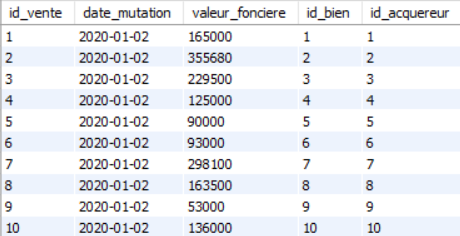 id_vente date_mutation valeur_fonciere id_bien id_acquereur
1 2020-01-02 165000 1 1
2 2020-01-02 355680 2 2
3 2020-01-02 229500 3 3
4 2020-01-02 125000 4 4
5 2020-01-02 90000 5 5
6 2020-01-02 93000 6 6
7 2020-01-02 298100 7 7
8 2020-01-02 163500 8 8
9 2020-01-02 53000 9 9
10 2020-01-02 136000 10 10